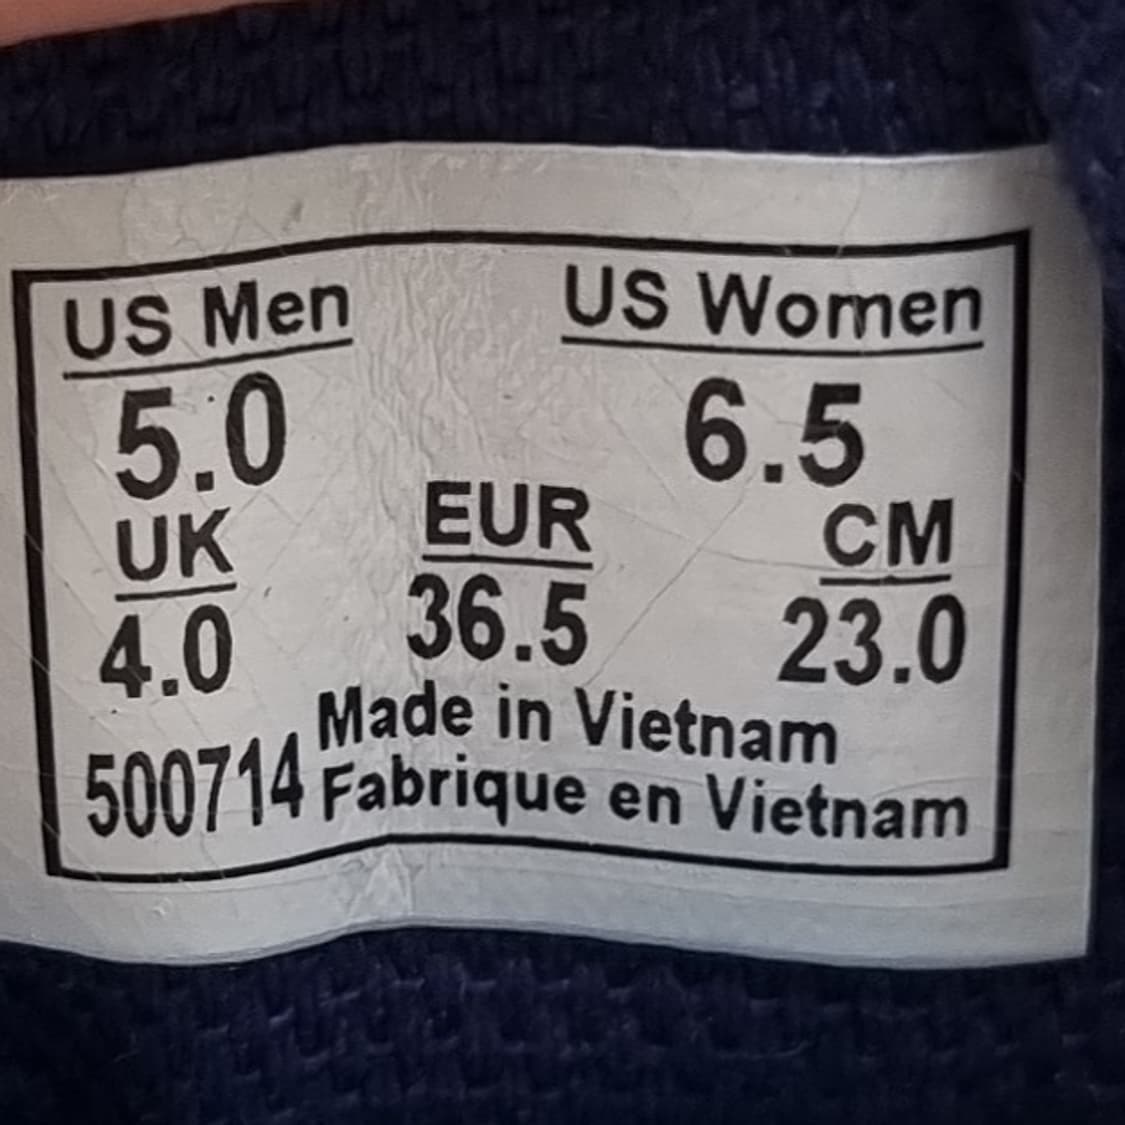 US Men US Women
5.0 6.5
UK EUR CM
4.0 36.5 23.0
Made in Vietnam
500714 Fabrique en Vietnam